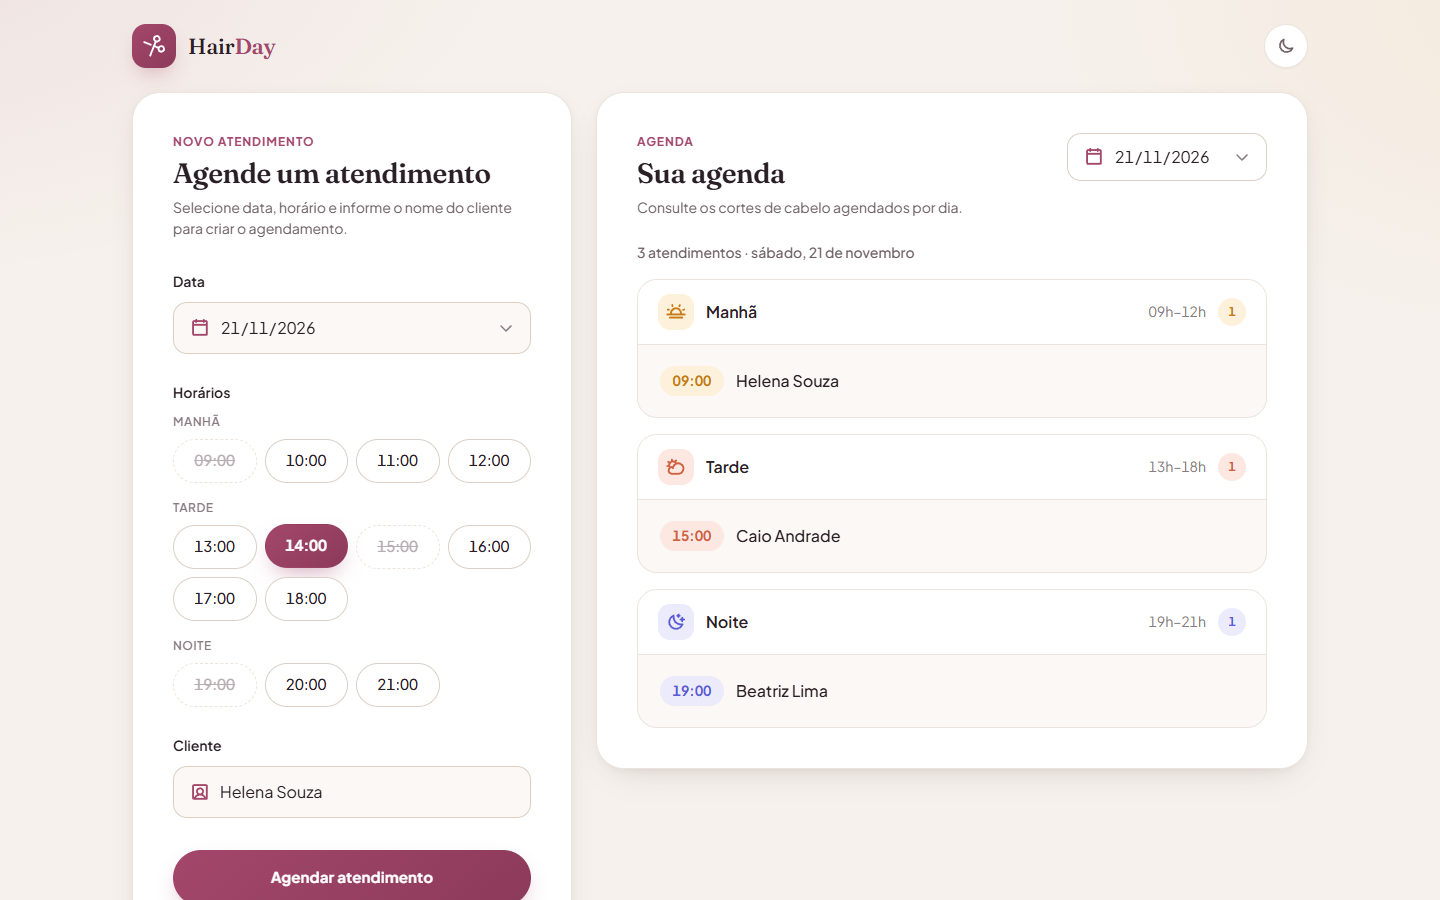 HairDay
NOVO ATENDIMENTO
Agende um atendimento
Selecione data, horário e informe o nome do cliente
para criar o agendamento.
Data
21/11/2026
Horários
MANHÃ
09:00 10:00 11:00 12:00
TARDE
13:00 14:00 15:00 16:00
17:00 18:00
NOITE
19:00 20:00 21:00
Cliente
Helena Souza
Agendar atendimento
AGENDA
Sua agenda
Consulte os cortes de cabelo agendados por dia.
21/11/2026
3 atendimentos · sábado, 21 de novembro
Manhã 09h–12h 1
09:00 Helena Souza
Tarde 13h–18h 1
15:00 Caio Andrade
Noite 19h–21h 1
19:00 Beatriz Lima